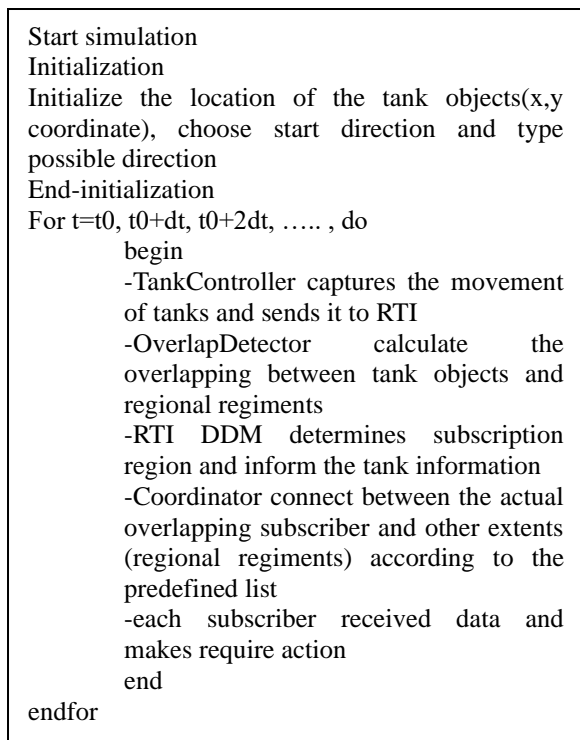 Start simulation
Initialization
Initialize the location of the tank objects(x,y
coordinate), choose start direction and type
possible direction
End-initialization
For t=t0, t0+dt, t0+2dt, ….. , do
begin
-TankController captures the movement
of tanks and sends it to RTI
-OverlapDetector calculate the
overlapping between tank objects and
regional regiments
-RTI DDM determines subscription
region and inform the tank information
-Coordinator connect between the actual
overlapping subscriber and other extents
(regional regiments) according to the
predefined list
-each subscriber received data and
makes require action
end
endfor